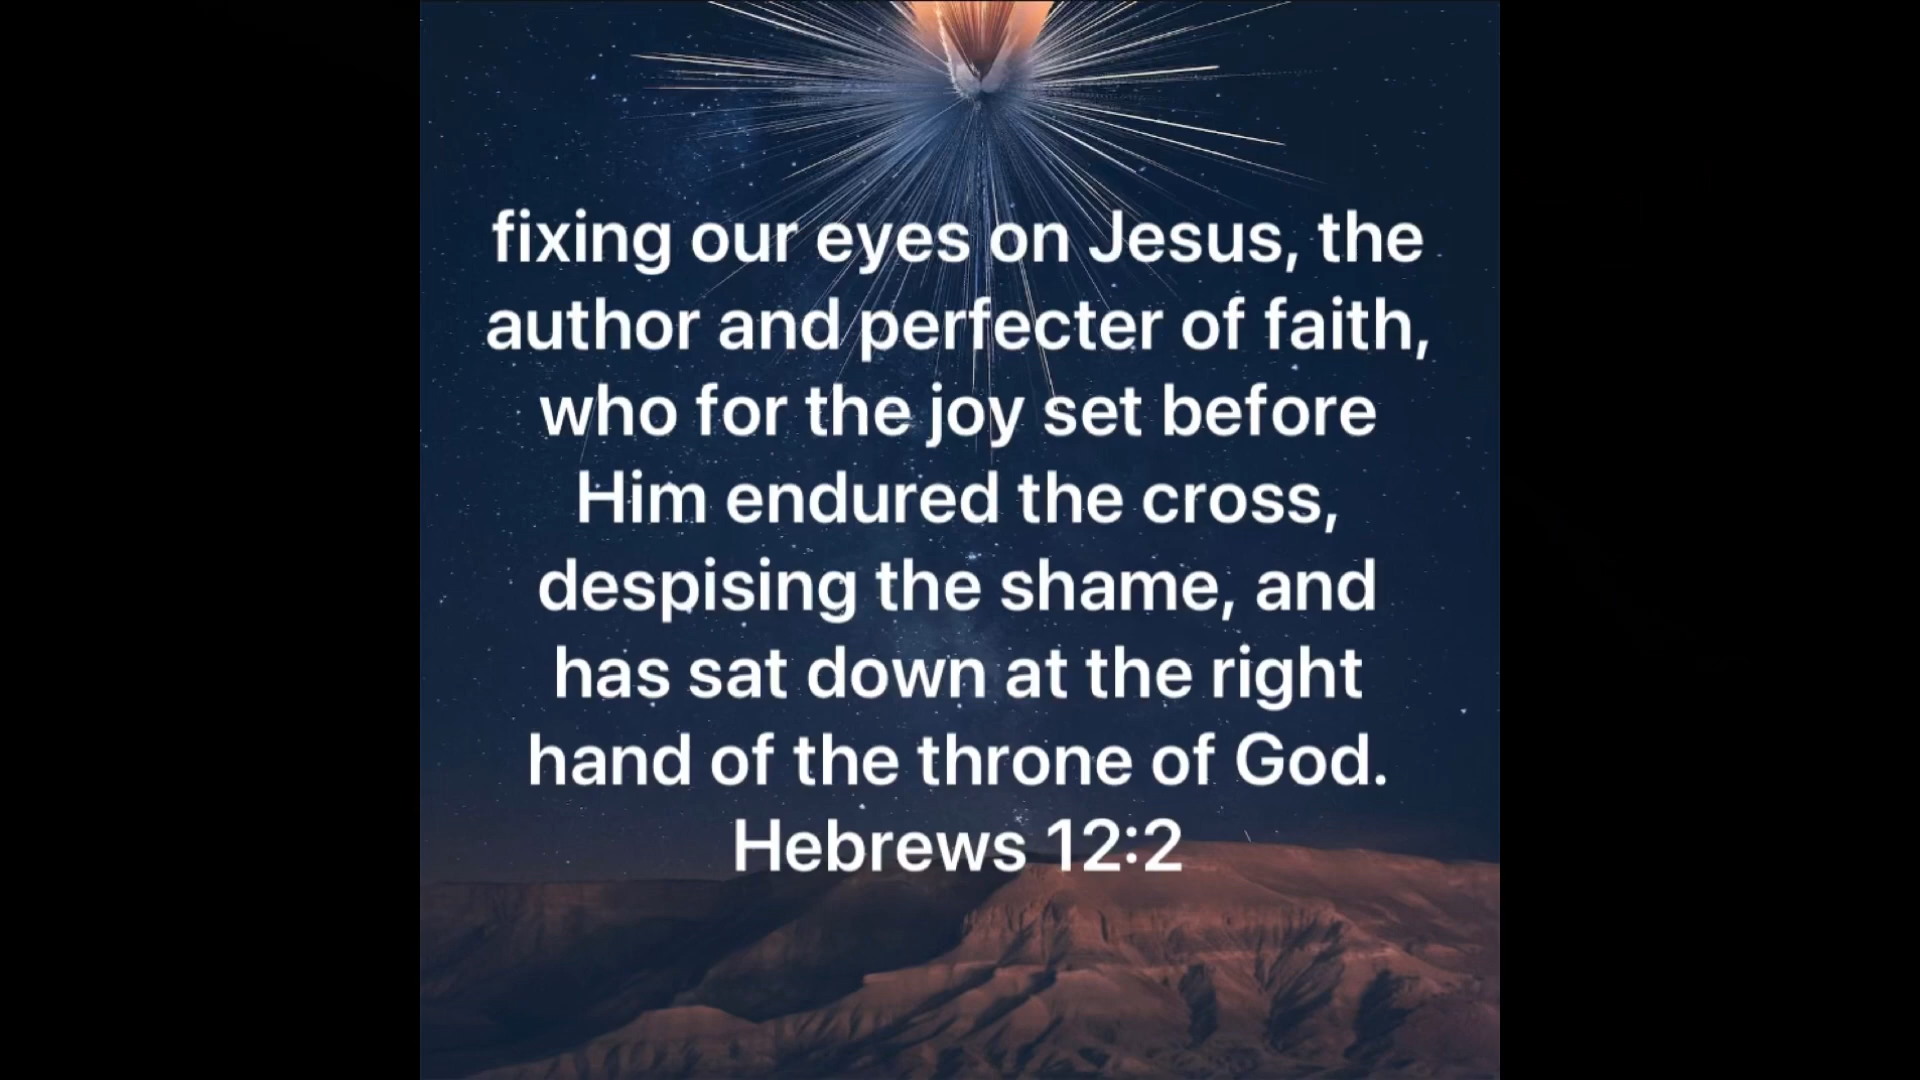 fixing our eyes on Jesus, the
author and perfecter of faith,
who for the joy set before
Him endured the cross,
despising the shame, and
has sat down at the right
hand of the throne of God.
Hebrews 12:2